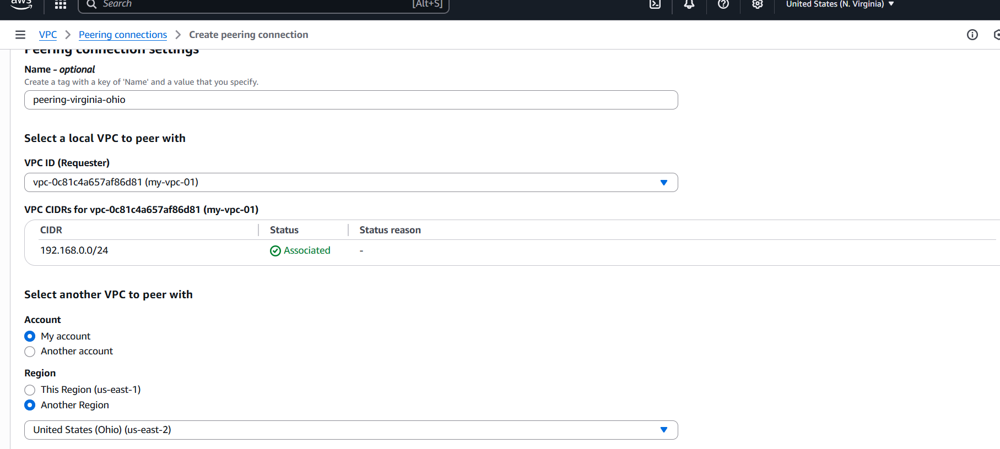 aws
Search [Alt+S] United States (N. Virginia)
VPC Peering connections Create peering connection
Peering connection settings
Name - optional
Create a tag with a key of 'Name' and a value that you specify.
peering-virginia-ohio
Select a local VPC to peer with
VPC ID (Requester)
vpc-0c81c4a657af86d81 (my-vpc-01)
VPC CIDRs for vpc-0c81c4a657af86d81 (my-vpc-01)
CIDR Status Status reason
192.168.0.0/24 Associated -
Select another VPC to peer with
Account
My account
Another account
Region
This Region (us-east-1)
Another Region
United States (Ohio) (us-east-2)